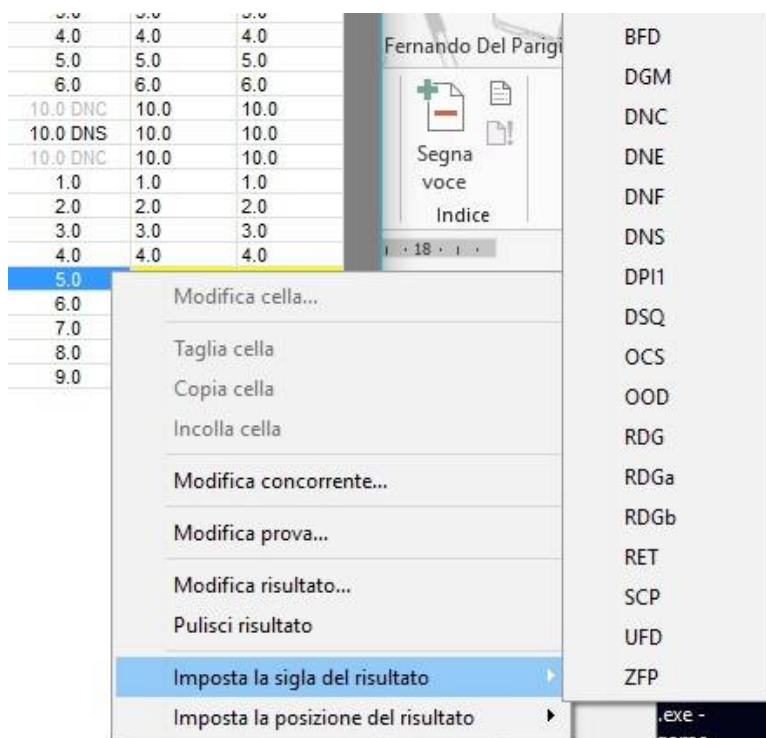 4.0 4.0 4.0
5.0 5.0 5.0
6.0 6.0 6.0
10.0 DNC 10.0 10.0
10.0 DNS 10.0 10.0
10.0 DNC 10.0 10.0
1.0 1.0 1.0
2.0 2.0 2.0
3.0 3.0 3.0
4.0 4.0 4.0
5.0
6.0
7.0
8.0
9.0
Fernando Del Parigi
Segna
voce
Indice
18
Modifica cella...
Taglia cella
Copia cella
Incolla cella
Modifica concorrente...
Modifica prova...
Modifica risultato...
Pulisci risultato
Imposta la sigla del risultato
Imposta la posizione del risultato
BFD
DGM
DNC
DNE
DNF
DNS
DPI1
DSQ
OCS
OOD
RDG
RDGa
RDGb
RET
SCP
UFD
ZFP
.exe -